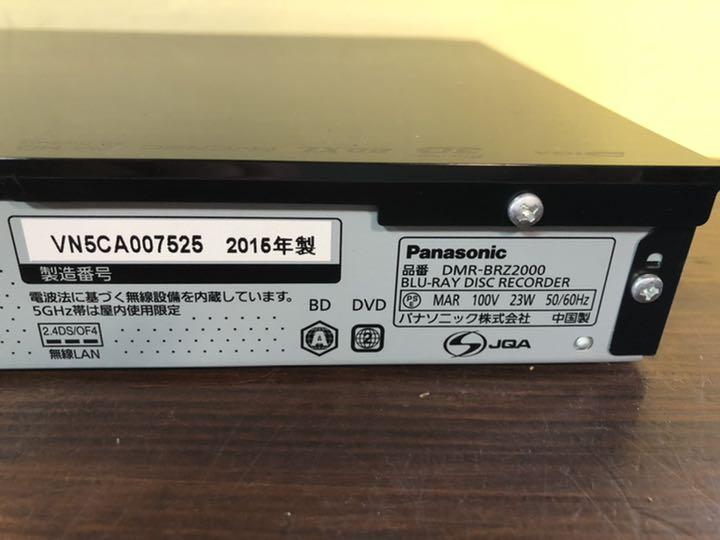 VN5CA007525 2015年製
製造番号
電波法に基づく無線設備を内蔵しています。
5GHz帯は屋内使用限定
2.4DS/OF4
無線LAN
BD DVD
A 2
Panasonic
品番 DMR-BRZ2000
BLU-RAY DISC RECORDER
PSE MAR 100V 23W 50/60Hz
パナソニック株式会社 中国製
JQA